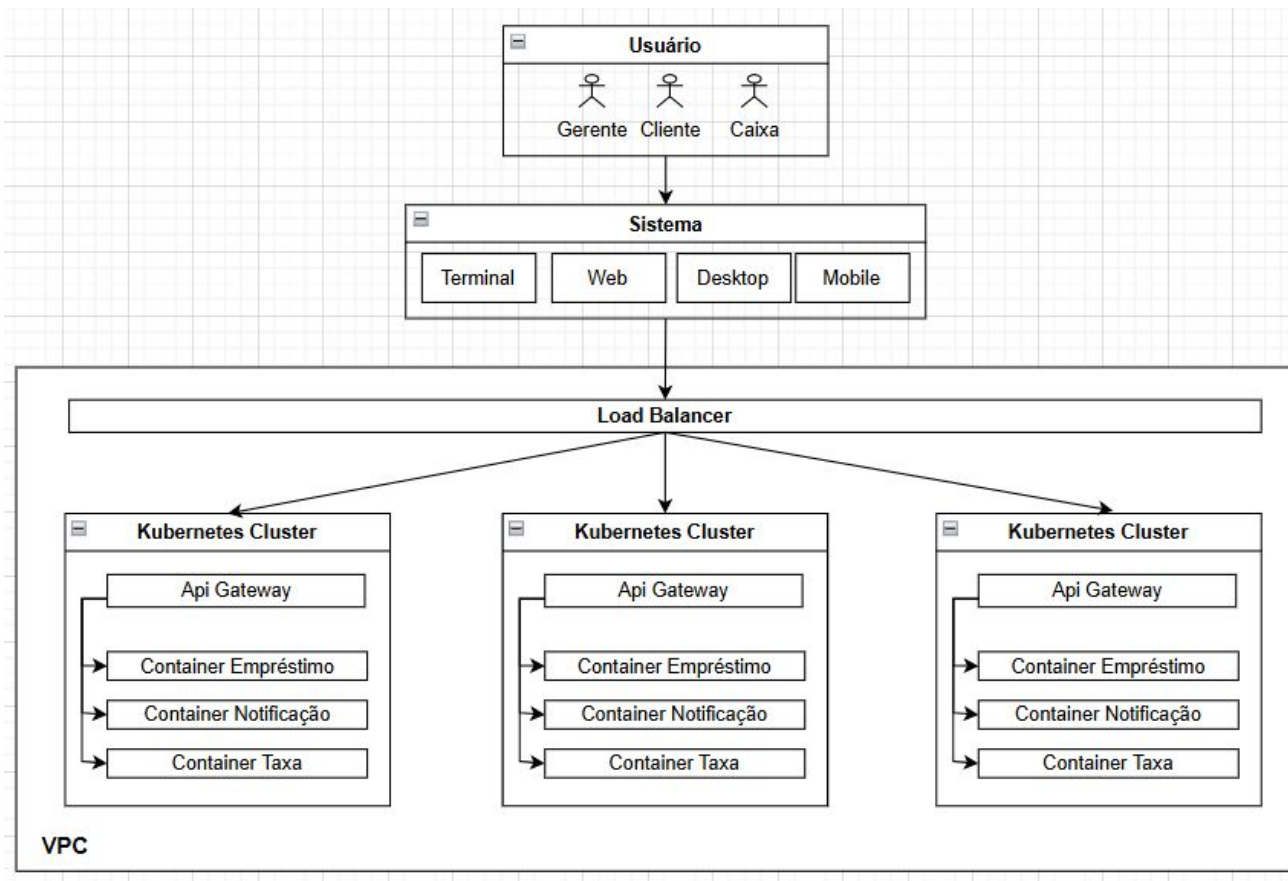 Usuário
Gerente Cliente Caixa
Sistema
Terminal Web Desktop Mobile
Load Balancer
Kubernetes Cluster Kubernetes Cluster Kubernetes Cluster
Api Gateway Api Gateway Api Gateway
Container Empréstimo Container Empréstimo Container Empréstimo
Container Notificação Container Notificação Container Notificação
Container Taxa Container Taxa Container Taxa
VPC